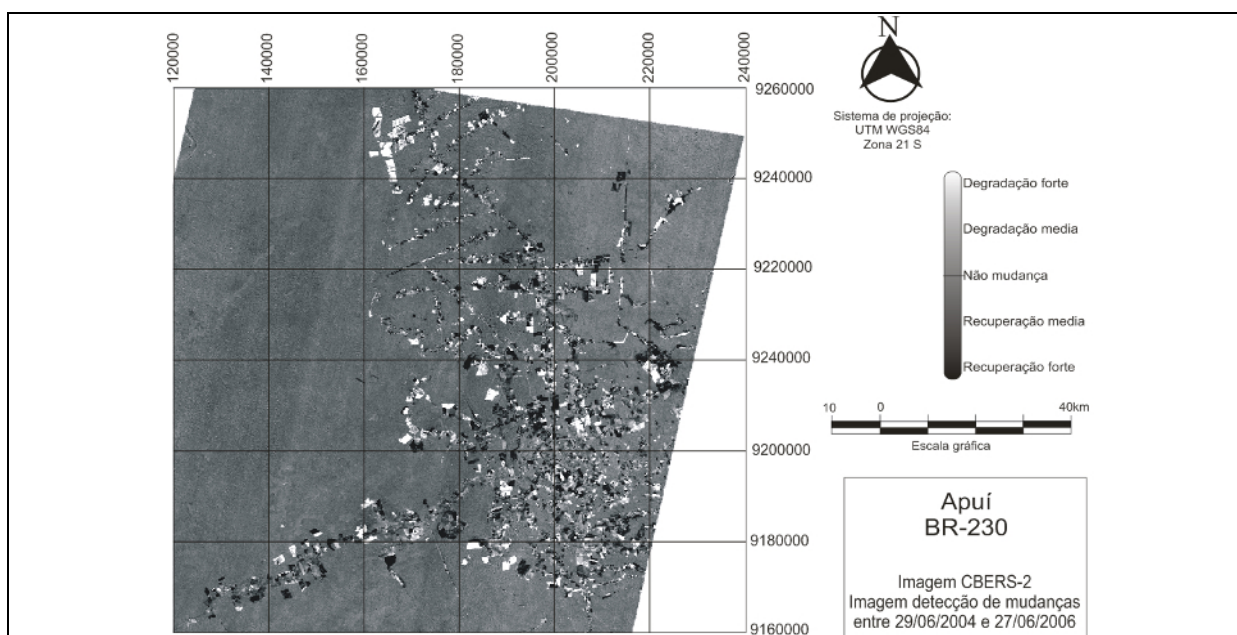 120000
140000
160000
180000
200000
220000
240000
9260000
9240000
9220000
9240000
9200000
9180000
9160000
N
Sistema de projeção:
UTM WGS84
Zona 21 S
Degradação forte
Degradação media
Não mudança
Recuperação media
Recuperação forte
10 0 40km
Escala gráfica
Apuí
BR-230
Imagem CBERS-2
Imagem detecção de mudanças
entre 29/06/2004 e 27/06/2006